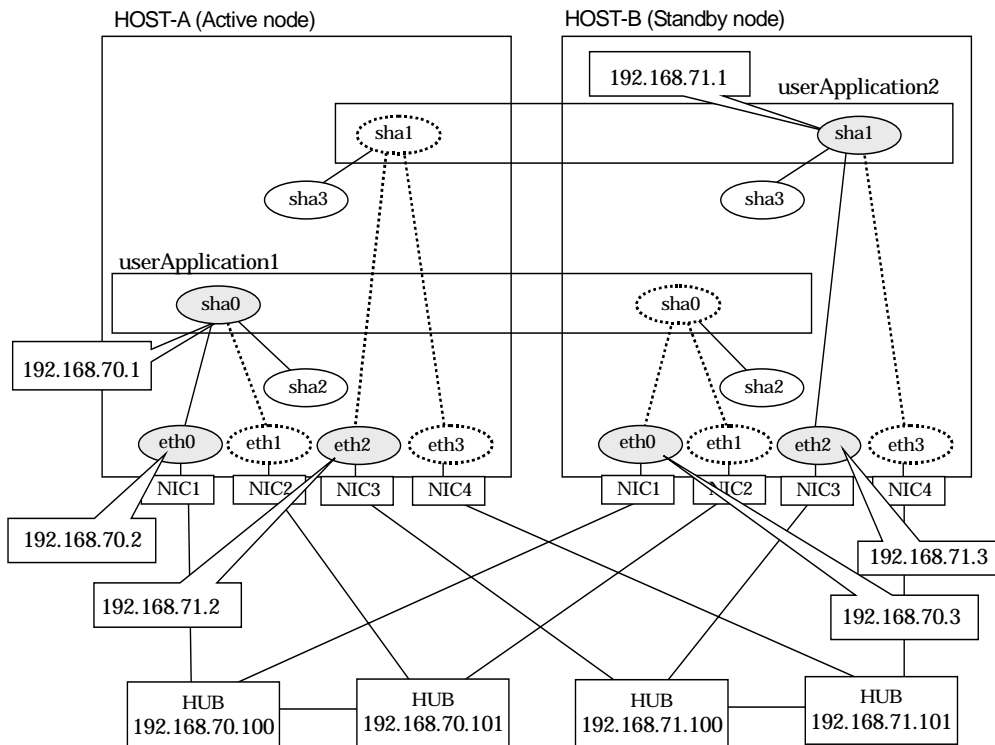 HOST-A (Active node)
HOST-B (Standby node)
192.168.71.1
userApplication2
sha1
sha1
sha3
sha3
userApplication1
sha0
sha0
192.168.70.1
sha2
sha2
eth0
eth1
eth2
eth3
eth0
eth1
eth2
eth3
NIC1
NIC2
NIC3
NIC4
NIC1
NIC2
NIC3
NIC4
192.168.70.2
192.168.71.3
192.168.71.2
192.168.70.3
HUB
192.168.70.100
HUB
192.168.70.101
HUB
192.168.71.100
HUB
192.168.71.101